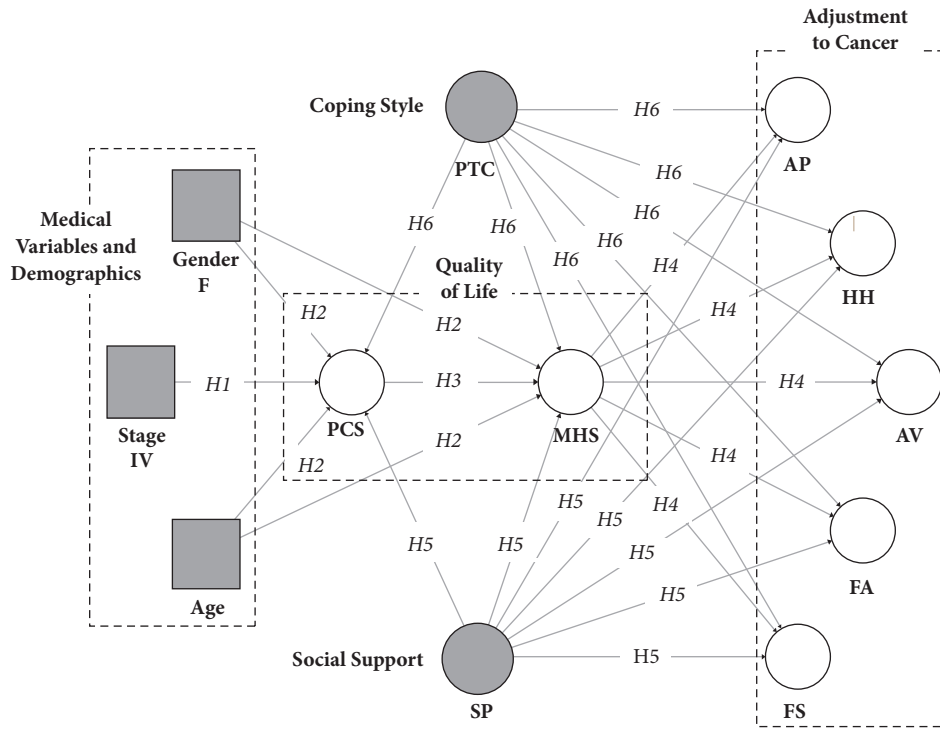 Adjustment
to Cancer
Coping Style
PTC
H6
AP
H6
H6
H6
H6
H6
H6
HH
Medical
Variables and
Demographics
Gender
F
Quality
of Life
H4
H4
H2
H2
H1
PCS
H3
MHS
H4
AV
Stage
IV
H2
H2
H4
H4
H5
H5
H5
H5
H5
H5
FA
Age
Social Support
SP
H5
FS